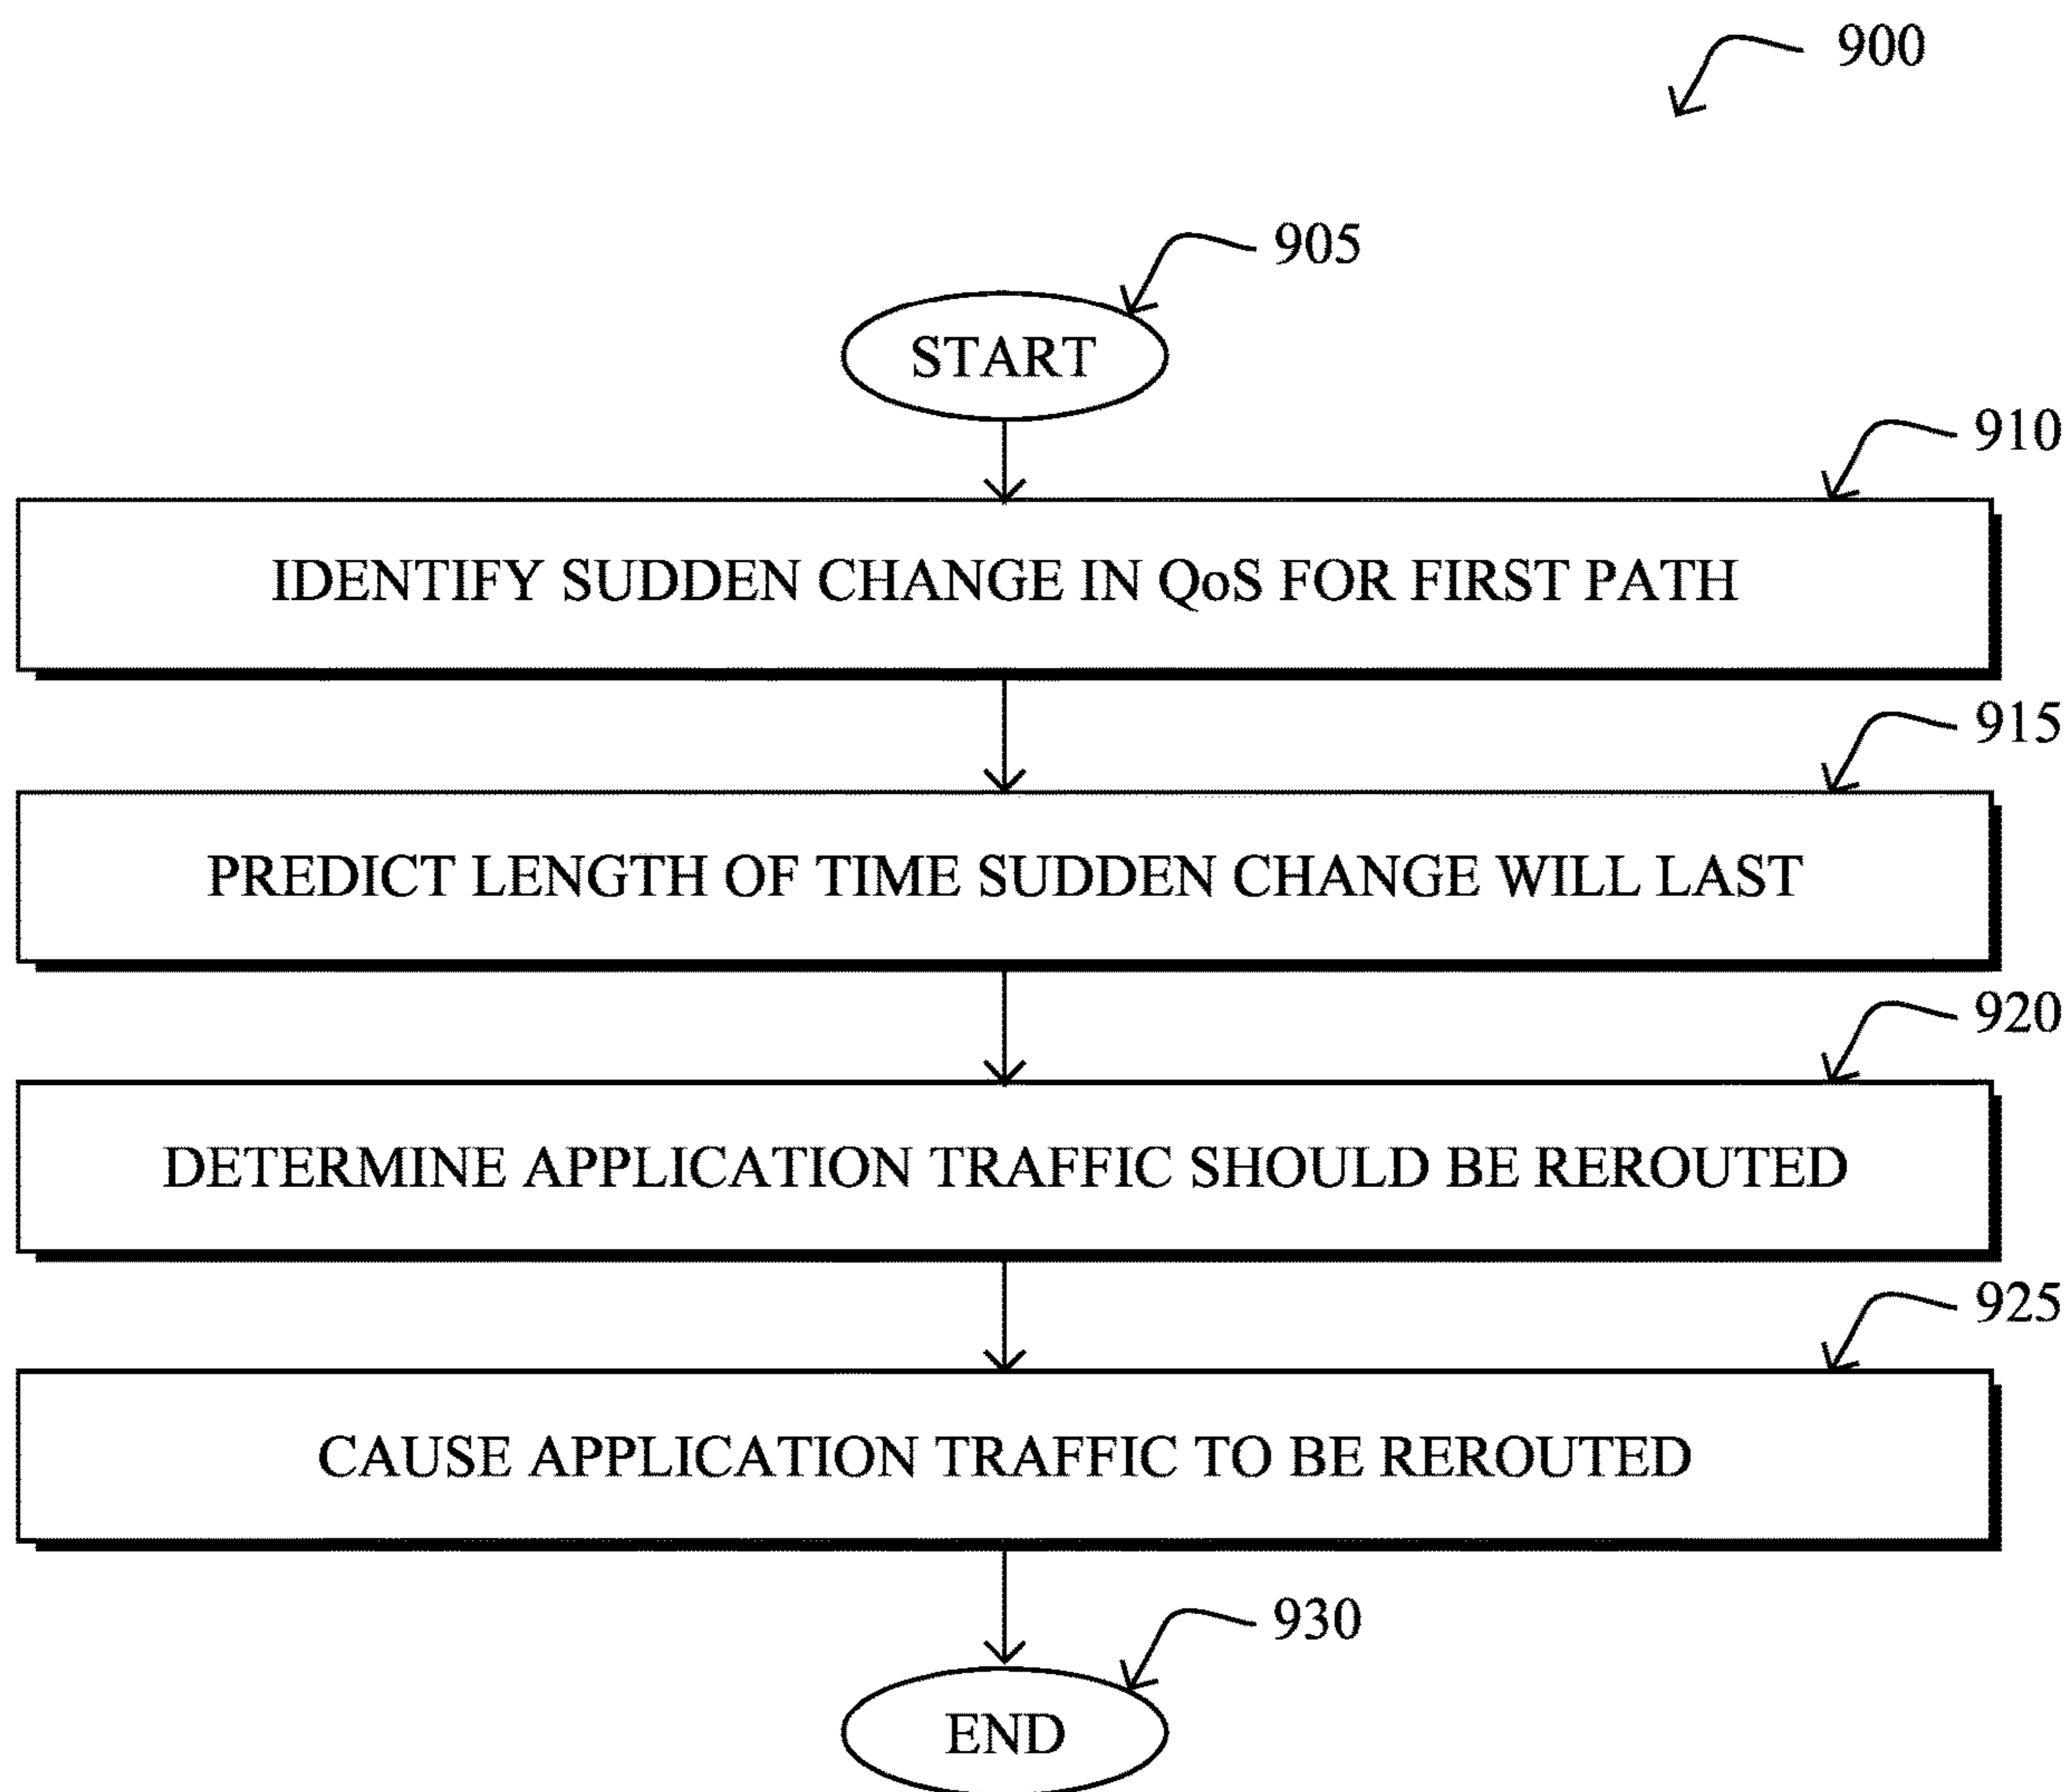 900
905
START
910
IDENTIFY SUDDEN CHANGE IN QoS FOR FIRST PATH
915
PREDICT LENGTH OF TIME SUDDEN CHANGE WILL LAST
920
DETERMINE APPLICATION TRAFFIC SHOULD BE REROUTED
925
CAUSE APPLICATION TRAFFIC TO BE REROUTED
930
END